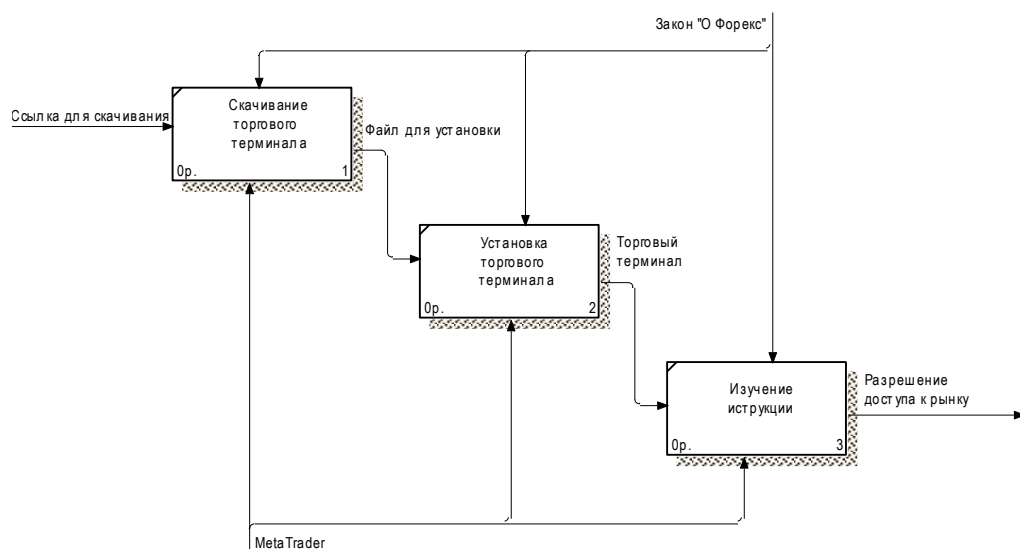 Закон "О Форекс"
Ссылка для скачивания
Скачивание
торгового
терминала
0р.
1
Файл для установки
Установка
торгового
терминала
0р.
2
Торговый
терминал
Изучение
иструкции
0р.
3
Разрешение
доступа к рынку
MetaTrader